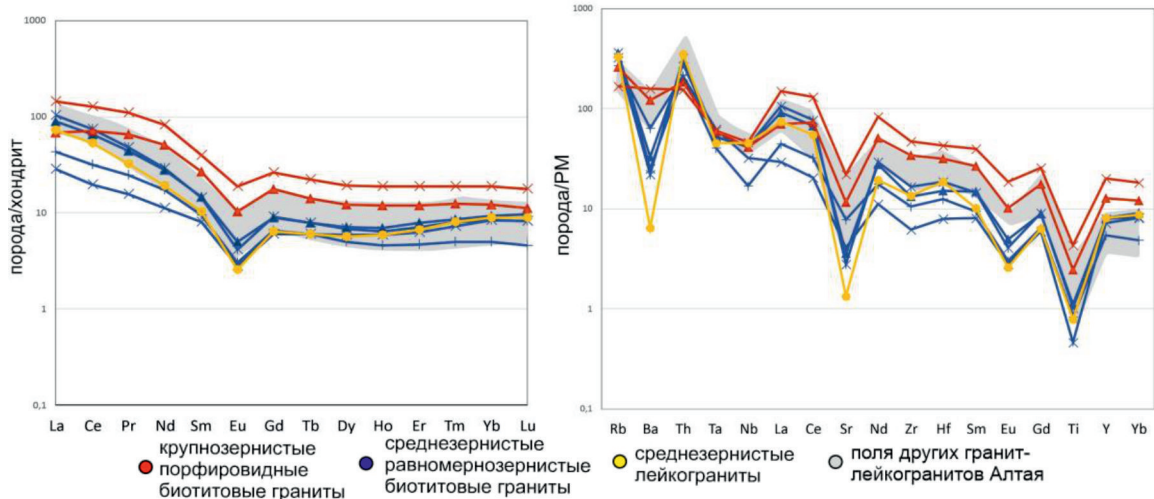 1000
100
10
1
0,1
порода/хондрит
La Ce Pr Nd Sm Eu Gd Tb Dy Ho Er Tm Yb Lu
1000
100
10
1
0,1
порода/РМ
Rb Ba Th Ta Nb La Ce Sr Nd Zr Hf Sm Eu Gd Ti Y Yb
крупнозернистые
порфировидные
биотитовые граниты
среднезернистые
равномернозернистые
биотитовые граниты
среднезернистые
лейкограниты
поля других гранит-
лейкогранитов Алтая